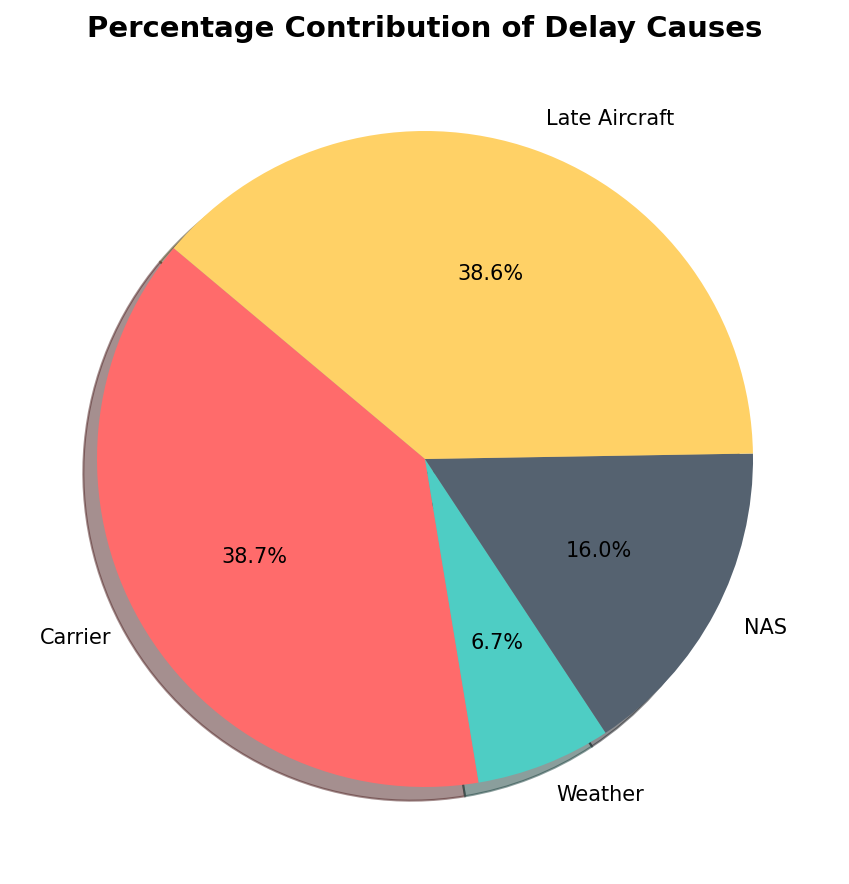 Percentage Contribution of Delay Causes
Late Aircraft
38.6%
38.7%
16.0%
6.7%
Carrier
NAS
Weather